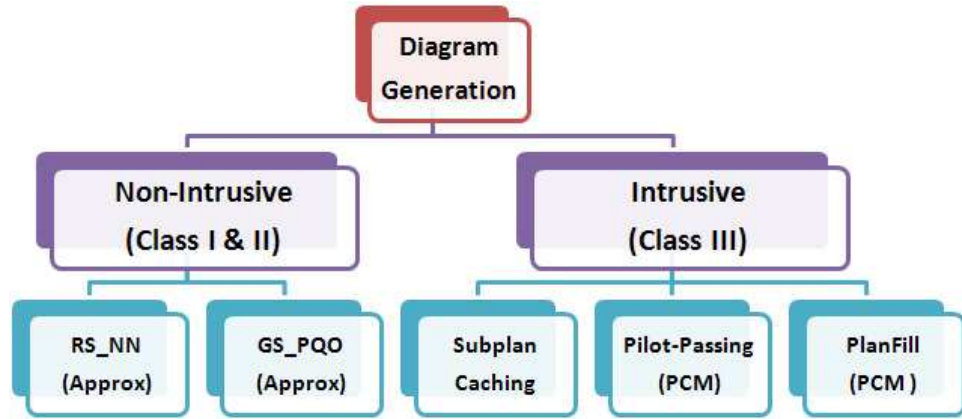 Diagram
Generation
Non-Intrusive
(Class I & II)
Intrusive
(Class III)
RS_NN
(Approx)
GS_PQO
(Approx)
Subplan
Caching
Pilot-Passing
(PCM)
PlanFill
(PCM )